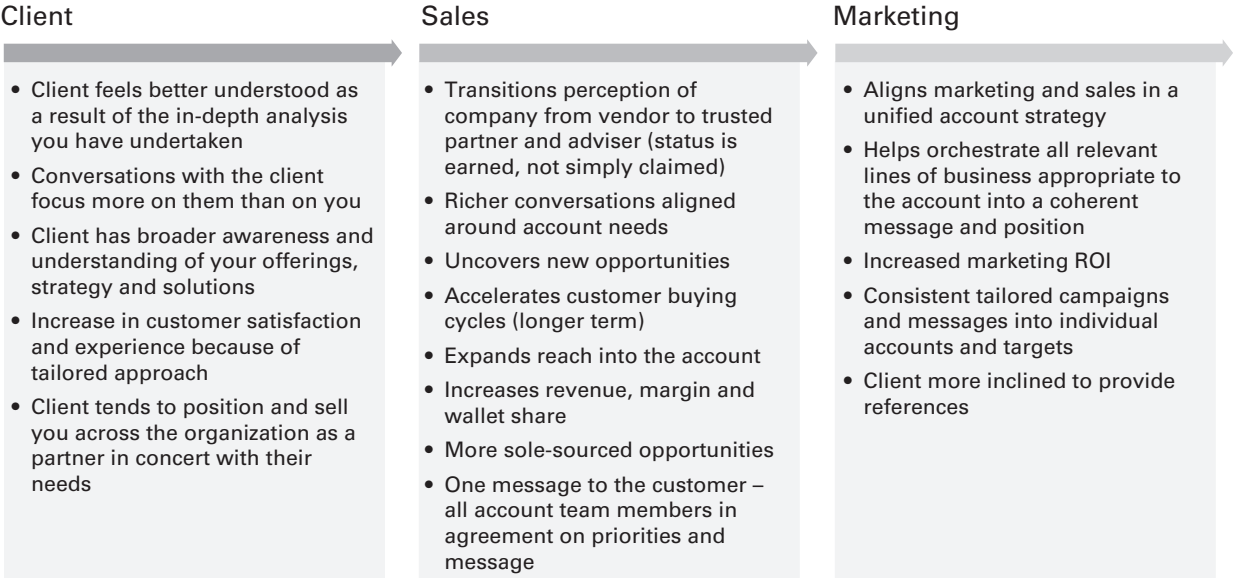 Client
• Client feels better understood as
a result of the in-depth analysis
you have undertaken
• Conversations with the client
focus more on them than on you
• Client has broader awareness and
understanding of your offerings,
strategy and solutions
• Increase in customer satisfaction
and experience because of
tailored approach
• Client tends to position and sell
you across the organization as a
partner in concert with their
needs
Sales
• Transitions perception of
company from vendor to trusted
partner and adviser (status is
earned, not simply claimed)
• Richer conversations aligned
around account needs
• Uncovers new opportunities
• Accelerates customer buying
cycles (longer term)
• Expands reach into the account
• Increases revenue, margin and
wallet share
• More sole-sourced opportunities
• One message to the customer –
all account team members in
agreement on priorities and
message
Marketing
• Aligns marketing and sales in a
unified account strategy
• Helps orchestrate all relevant
lines of business appropriate to
the account into a coherent
message and position
• Increased marketing ROI
• Consistent tailored campaigns
and messages into individual
accounts and targets
• Client more inclined to provide
references